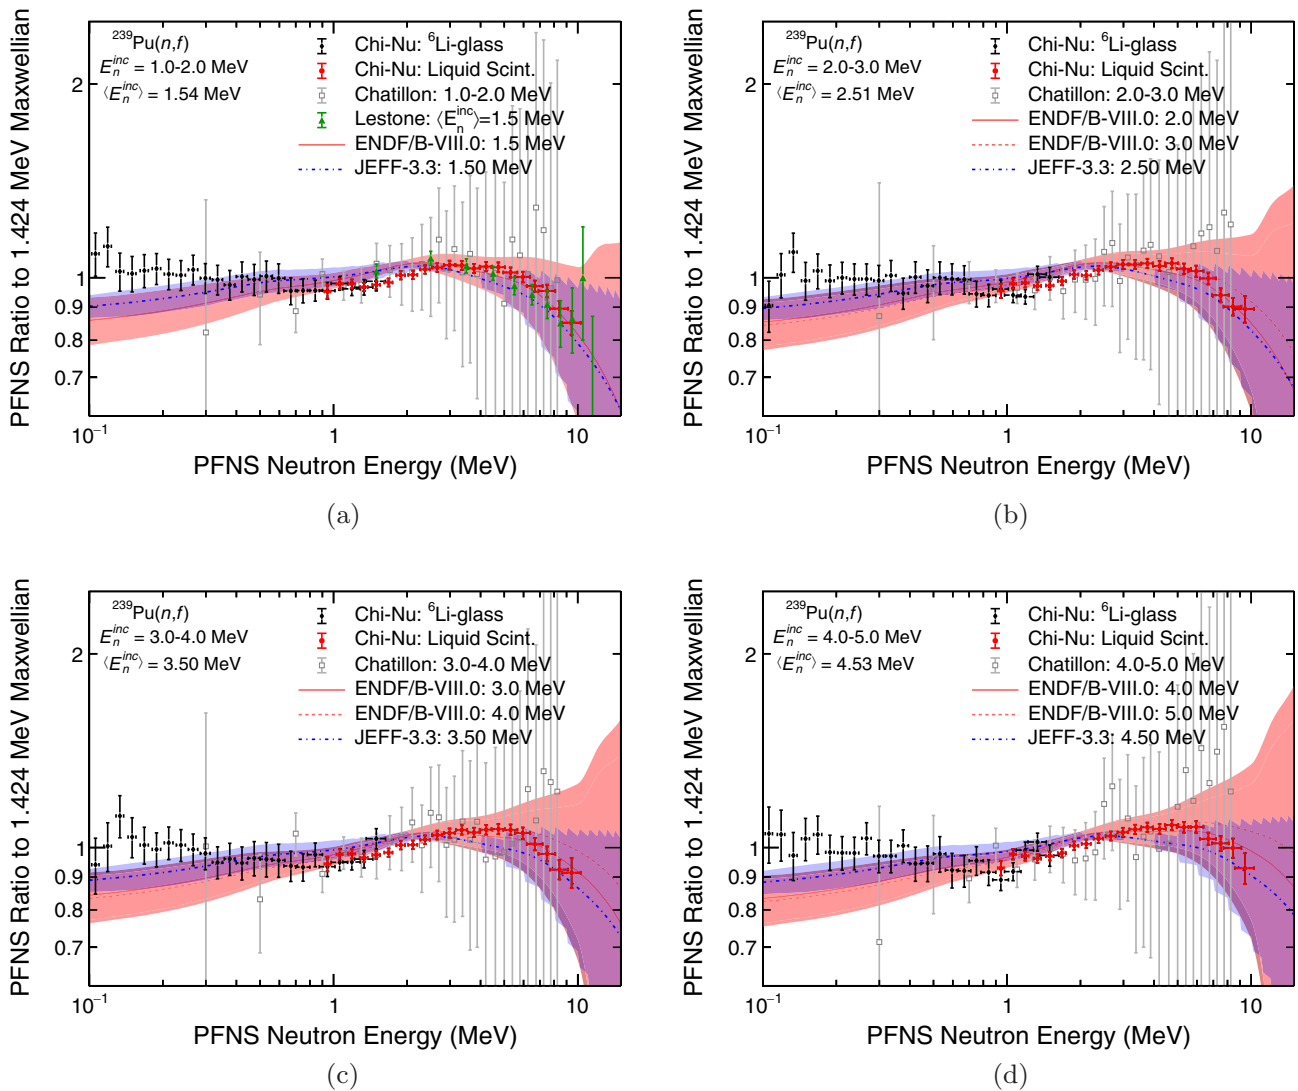 PFNS Ratio to 1.424 MeV Maxwellian
²³⁹Pu(n,f)
E_n^inc = 1.0-2.0 MeV
⟨E_n^inc⟩ = 1.54 MeV
Chi-Nu: ⁶Li-glass
Chi-Nu: Liquid Scint.
Chatillon: 1.0-2.0 MeV
Lestone: ⟨E_n^inc⟩=1.5 MeV
ENDF/B-VIII.0: 1.5 MeV
JEFF-3.3: 1.50 MeV
2
1
0.9
0.8
0.7
10⁻¹ 1 10
PFNS Neutron Energy (MeV)
(a)
PFNS Ratio to 1.424 MeV Maxwellian
²³⁹Pu(n,f)
E_n^inc = 2.0-3.0 MeV
⟨E_n^inc⟩ = 2.51 MeV
Chi-Nu: ⁶Li-glass
Chi-Nu: Liquid Scint.
Chatillon: 2.0-3.0 MeV
ENDF/B-VIII.0: 2.0 MeV
ENDF/B-VIII.0: 3.0 MeV
JEFF-3.3: 2.50 MeV
2
1
0.9
0.8
0.7
10⁻¹ 1 10
PFNS Neutron Energy (MeV)
(b)
PFNS Ratio to 1.424 MeV Maxwellian
²³⁹Pu(n,f)
E_n^inc = 3.0-4.0 MeV
⟨E_n^inc⟩ = 3.50 MeV
Chi-Nu: ⁶Li-glass
Chi-Nu: Liquid Scint.
Chatillon: 3.0-4.0 MeV
ENDF/B-VIII.0: 3.0 MeV
ENDF/B-VIII.0: 4.0 MeV
JEFF-3.3: 3.50 MeV
2
1
0.9
0.8
0.7
10⁻¹ 1 10
PFNS Neutron Energy (MeV)
(c)
PFNS Ratio to 1.424 MeV Maxwellian
²³⁹Pu(n,f)
E_n^inc = 4.0-5.0 MeV
⟨E_n^inc⟩ = 4.53 MeV
Chi-Nu: ⁶Li-glass
Chi-Nu: Liquid Scint.
Chatillon: 4.0-5.0 MeV
ENDF/B-VIII.0: 4.0 MeV
ENDF/B-VIII.0: 5.0 MeV
JEFF-3.3: 4.50 MeV
2
1
0.9
0.8
0.7
10⁻¹ 1 10
PFNS Neutron Energy (MeV)
(d)